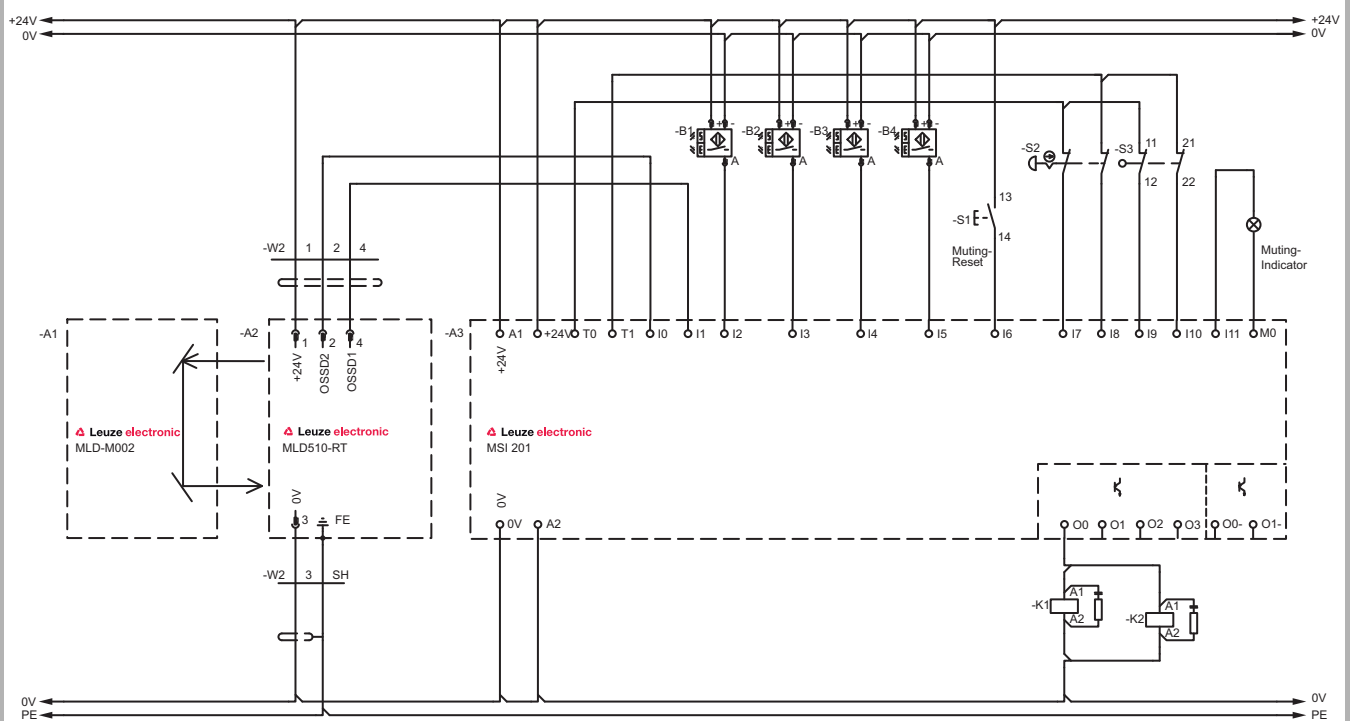 +24V
+24V
0V
0V
-B1
+
-
A
-B2
+
-
A
-B3
+
-
A
-B4
+
-
A
-S2
-S3
11
21
12
22
13
-S1
14
Muting-
Reset
Muting-
Indicator
-W2
1
2
4
-A1
-A2
1
2
4
+24V
OSSD2
OSSD1
-A3
A1
+24V
T0
T1
I0
I1
I2
I3
I4
I5
I6
I7
I8
I9
I10
I11
M0
+24V
Leuze electronic
MLD-M002
Leuze electronic
MLD510-RT
Leuze electronic
MSI 201
0V
3
FE
0V
0V
A2
O0
O1
O2
O3
O0-
O1-
-W2
3
SH
-K1
A1
A2
-K2
A1
A2
0V
0V
PE
PE